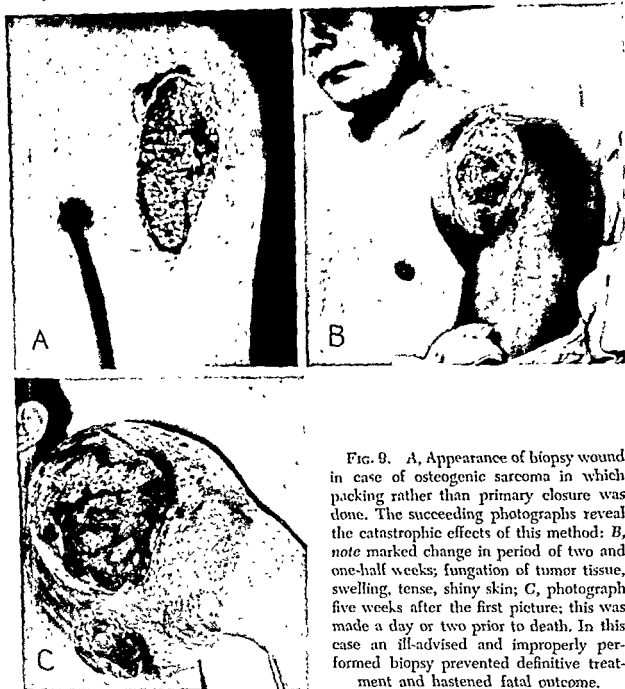 A
B
C
FIG. 9. A, Appearance of biopsy wound
in case of osteogenic sarcoma in which
packing rather than primary closure was
done. The succeeding photographs reveal
the catastrophic effects of this method: B,
note marked change in period of two and
one-half weeks; fungation of tumor tissue,
swelling, tense, shiny skin; C, photograph
five weeks after the first picture; this was
made a day or two prior to death. In this
case an ill-advised and improperly per-
formed biopsy prevented definitive treat-
ment and hastened fatal outcome.